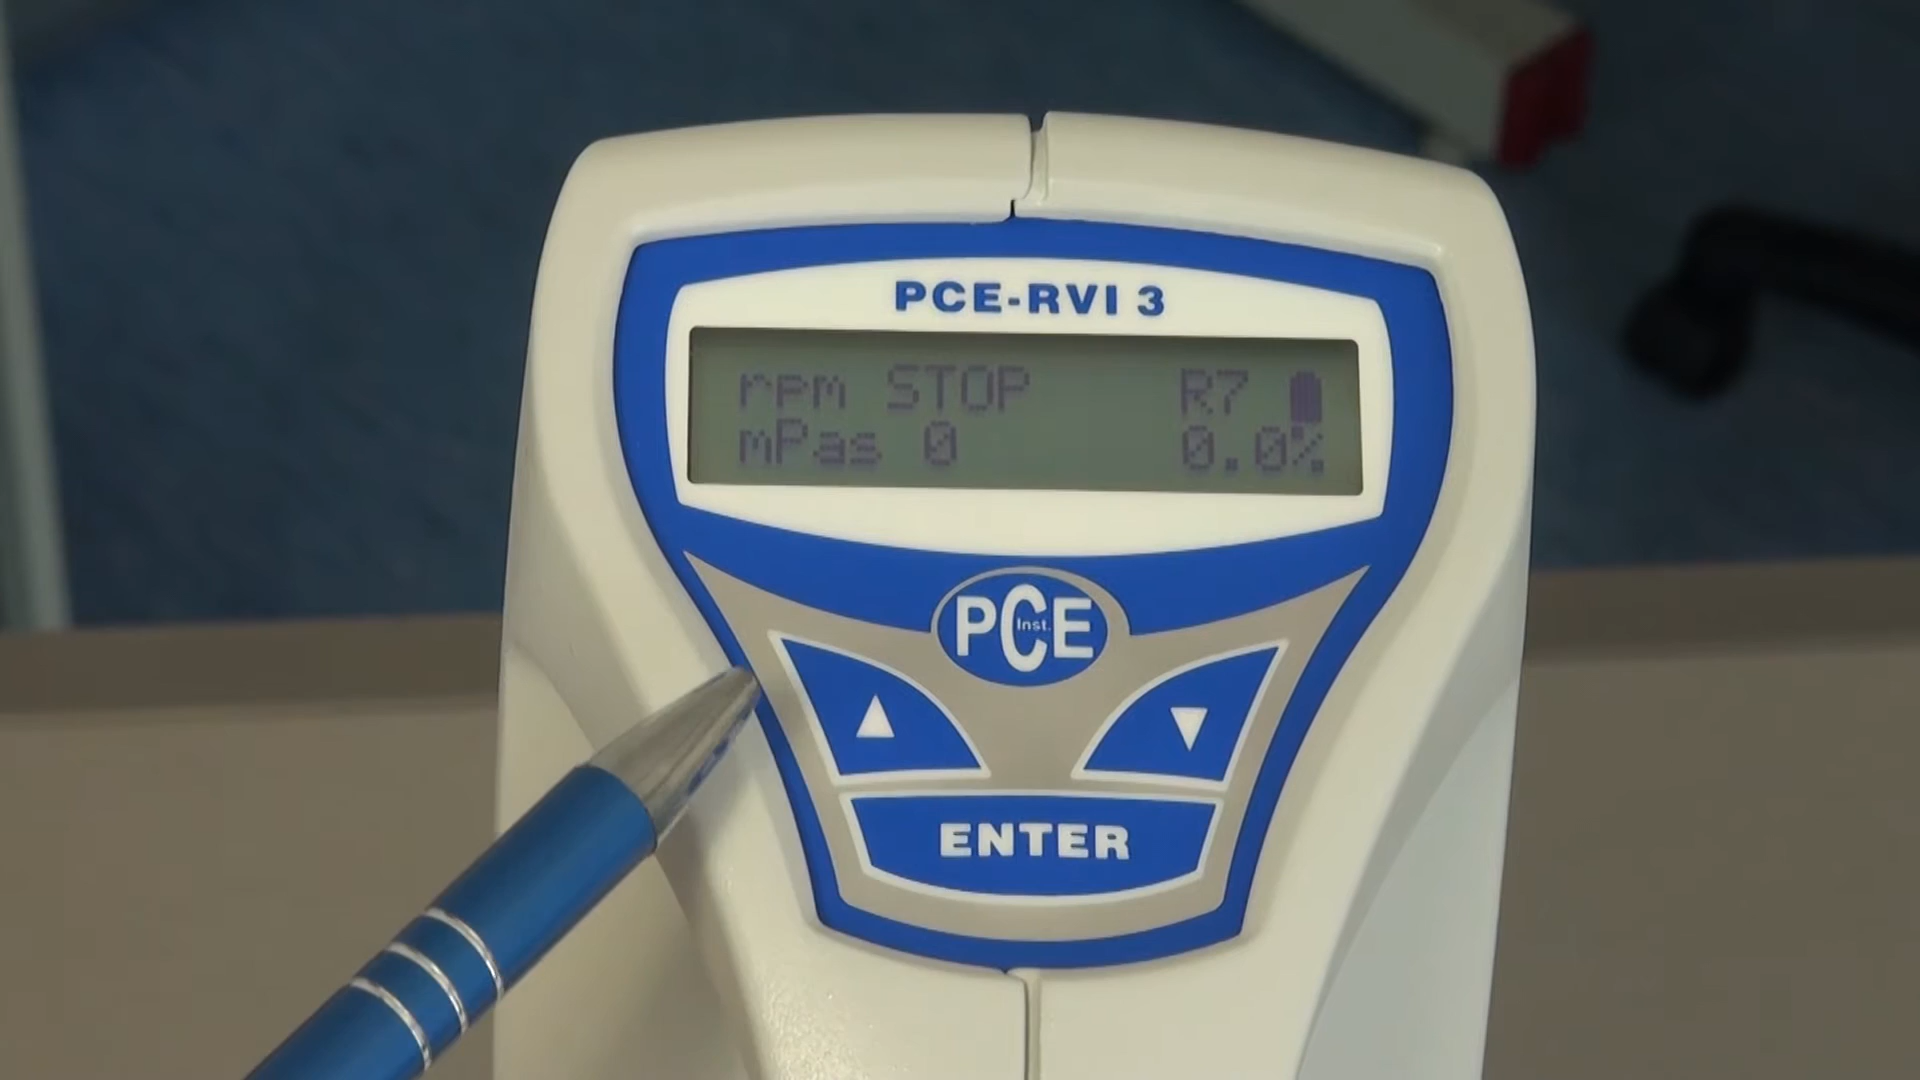 PCE-RVI 3
rpm STOP R7
mPas 0 0.0%
PCE Inst.
ENTER